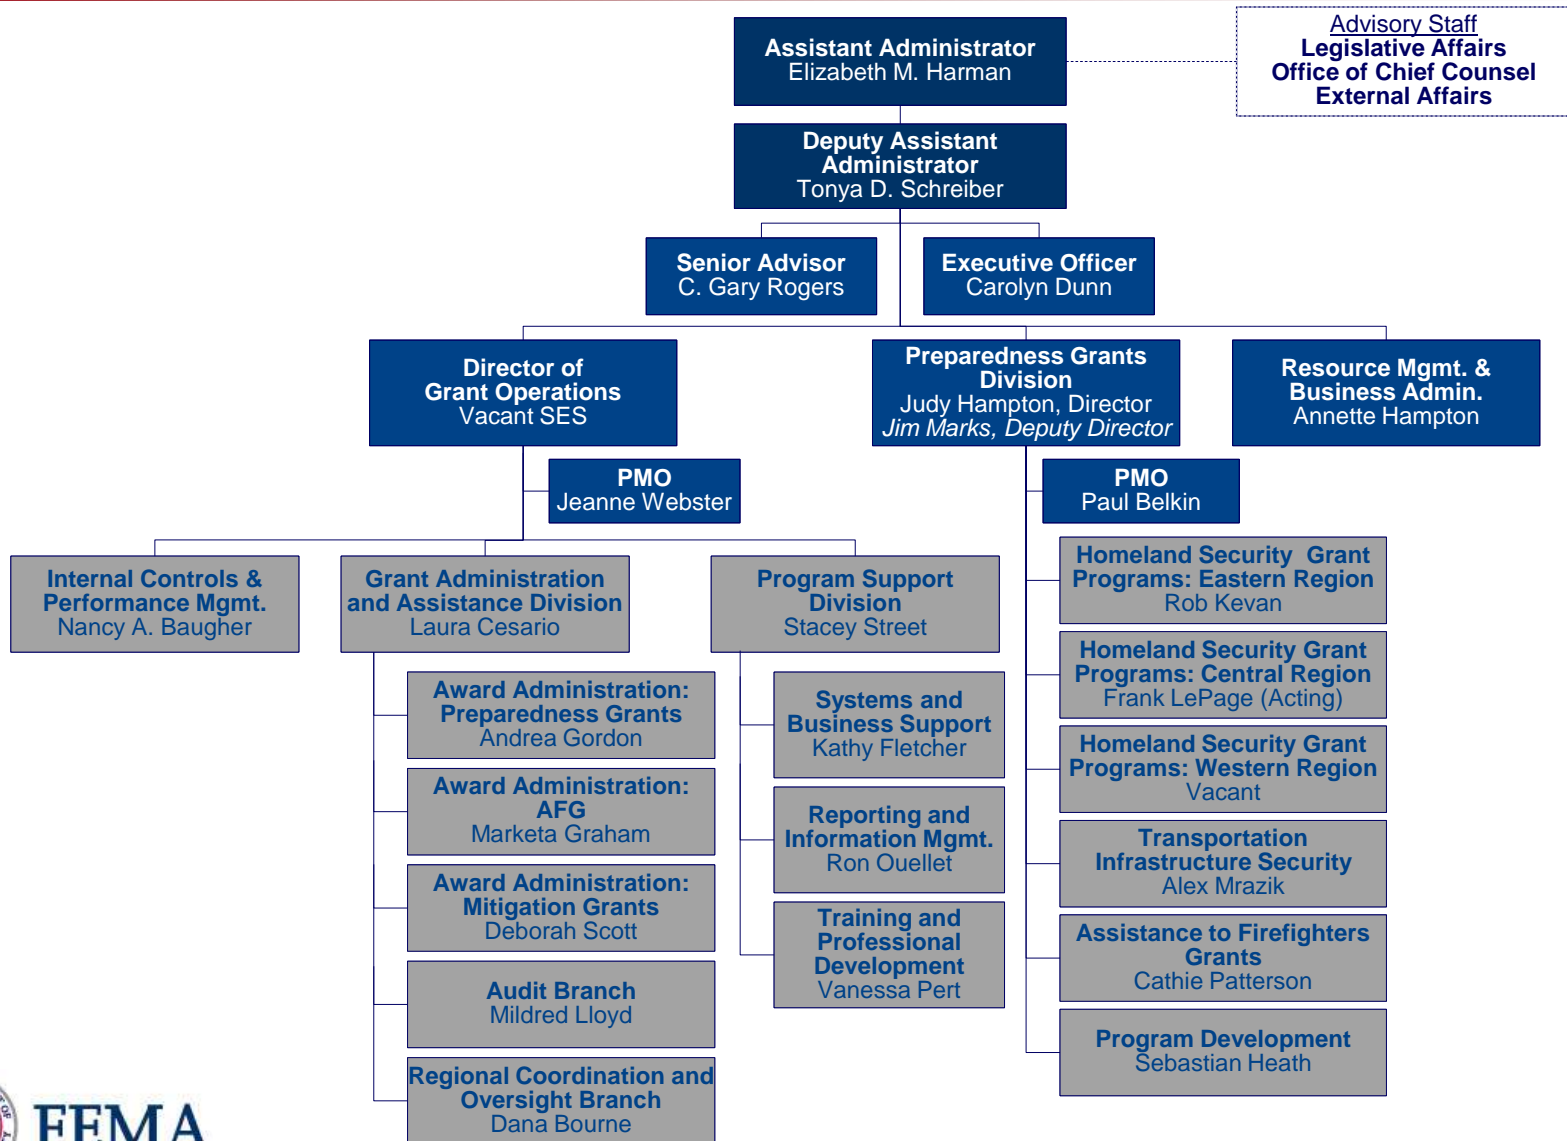 Assistant Administrator
Elizabeth M. Harman
Advisory Staff
Legislative Affairs
Office of Chief Counsel
External Affairs
Deputy Assistant
Administrator
Tonya D. Schreiber
Senior Advisor
C. Gary Rogers
Executive Officer
Carolyn Dunn
Director of
Grant Operations
Vacant SES
Preparedness Grants
Division
Judy Hampton, Director
Jim Marks, Deputy Director
Resource Mgmt. &
Business Admin.
Annette Hampton
PMO
Jeanne Webster
PMO
Paul Belkin
Internal Controls &
Performance Mgmt.
Nancy A. Baugher
Grant Administration
and Assistance Division
Laura Cesario
Program Support
Division
Stacey Street
Award Administration:
Preparedness Grants
Andrea Gordon
Award Administration:
AFG
Marketa Graham
Award Administration:
Mitigation Grants
Deborah Scott
Audit Branch
Mildred Lloyd
Regional Coordination and
Oversight Branch
Dana Bourne
Systems and
Business Support
Kathy Fletcher
Reporting and
Information Mgmt.
Ron Ouellet
Training and
Professional
Development
Vanessa Pert
Homeland Security Grant
Programs: Eastern Region
Rob Kevan
Homeland Security Grant
Programs: Central Region
Frank LePage (Acting)
Homeland Security Grant
Programs: Western Region
Vacant
Transportation
Infrastructure Security
Alex Mrazik
Assistance to Firefighters
Grants
Cathie Patterson
Program Development
Sebastian Heath
FEMA